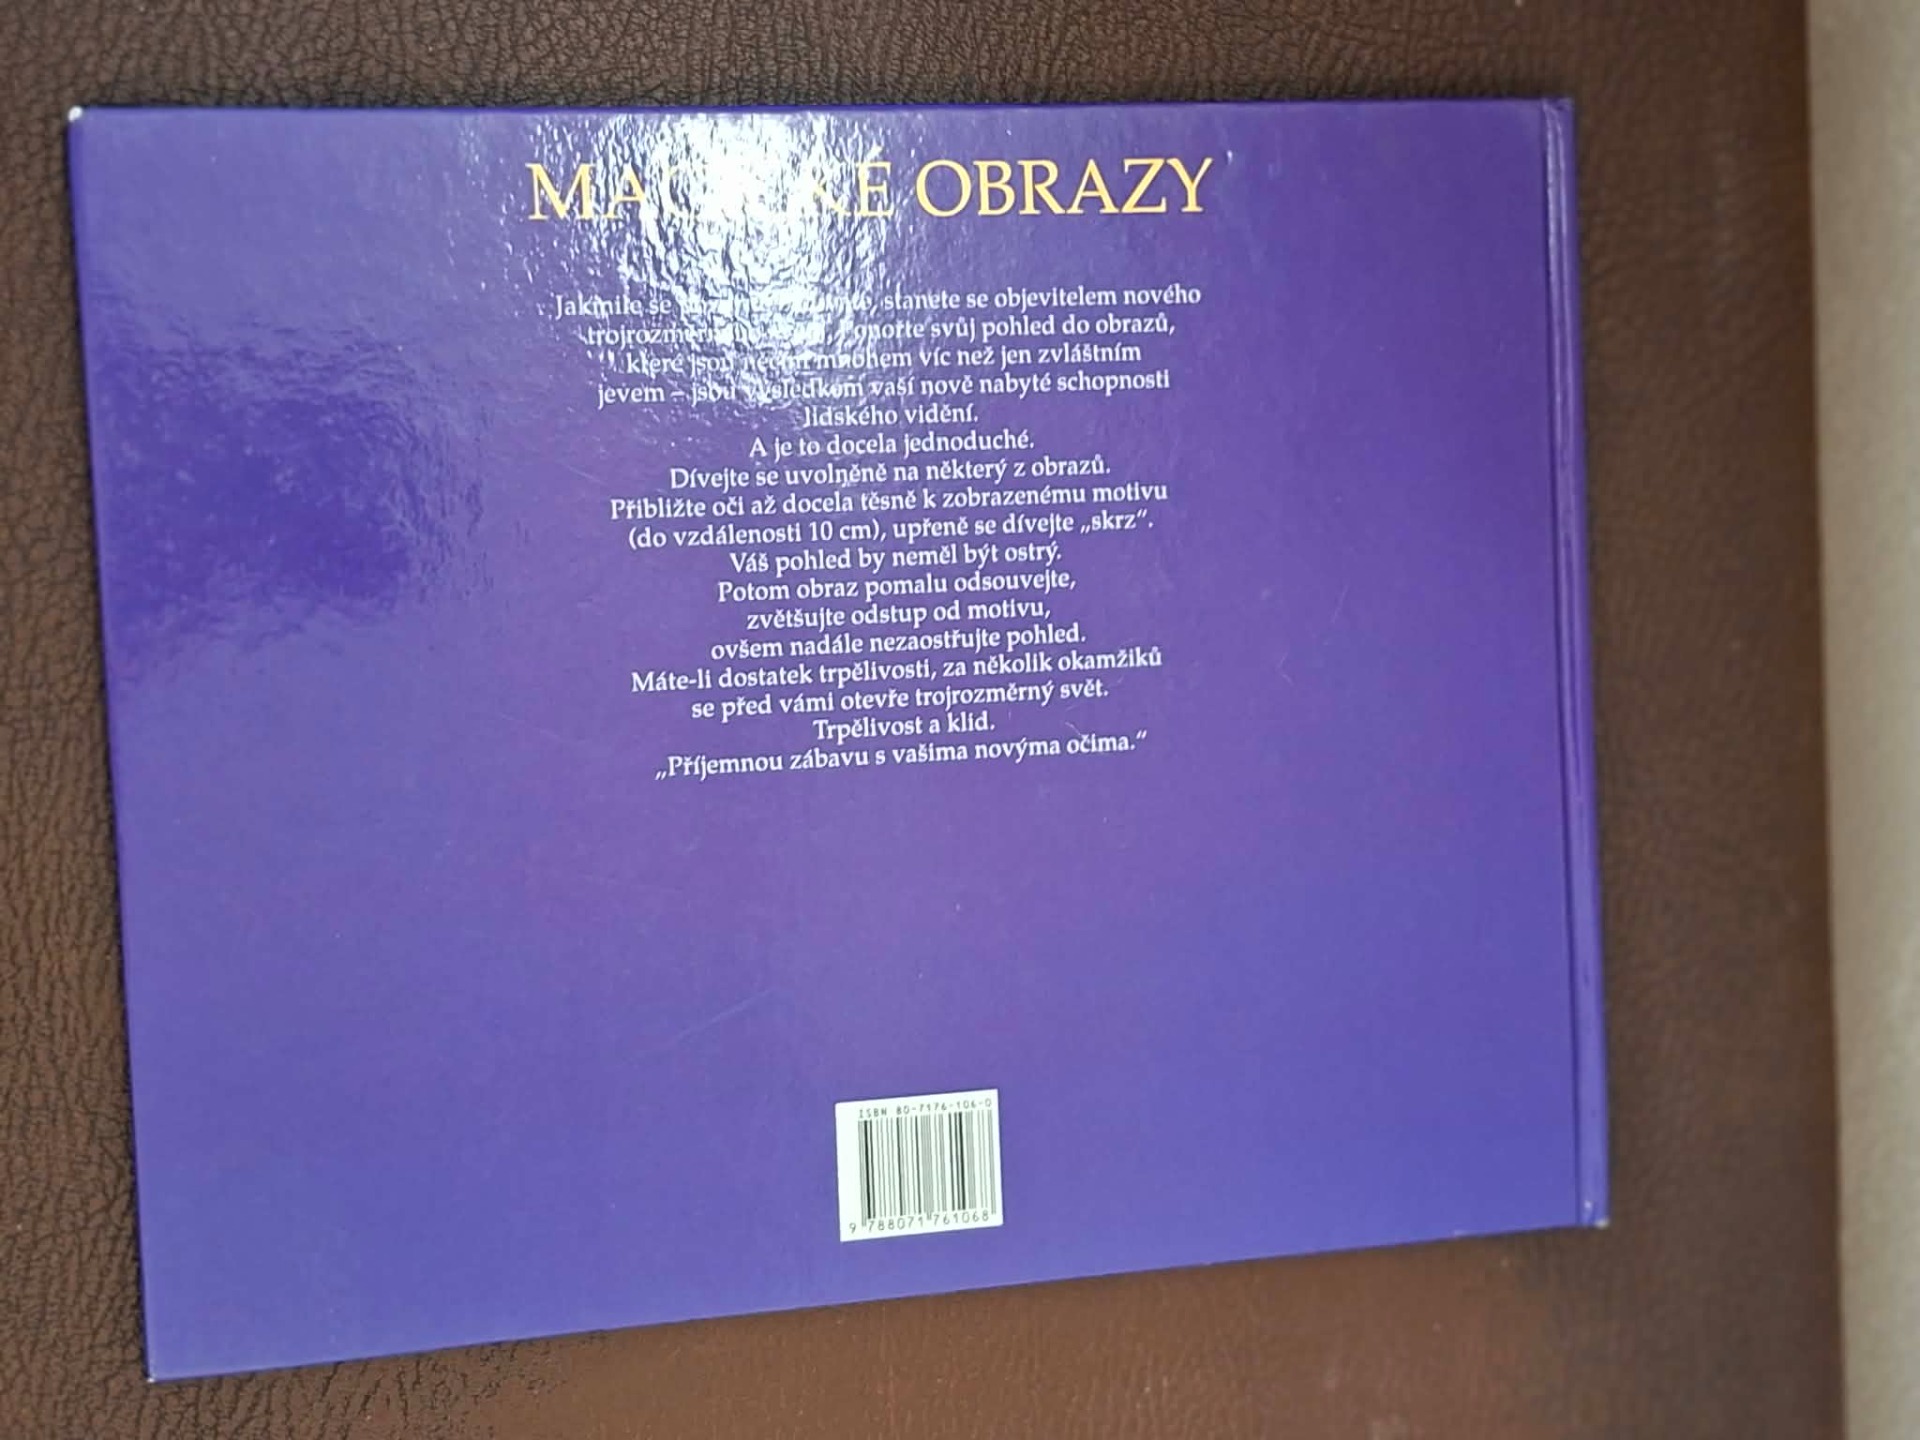 OBRAZY
Jakmile se stanete se objevitelem nového
svůj pohled do obrazů,
které jsou něčím mnohem víc než jen zvláštním
jevem – jsou výsledkem vaší nově nabyté schopnosti
lidského vidění.
A je to docela jednoduché.
Dívejte se uvolněně na některý z obrazů.
Přibližte oči až docela těsně k zobrazenému motivu
(do vzdálenosti 10 cm), upřeně se dívejte „skrz“.
Váš pohled by neměl být ostrý.
Potom obraz pomalu odsouvejte,
zvětšujte odstup od motivu,
ovšem nadále nezaostřujte pohled.
Máte-li dostatek trpělivosti, za několik okamžiků
se před vámi otevře trojrozměrný svět.
Trpělivost a klid.
„Příjemnou zábavu s vašima novýma očima.“
ISBN 80-7176-106-0
9 788071 761068